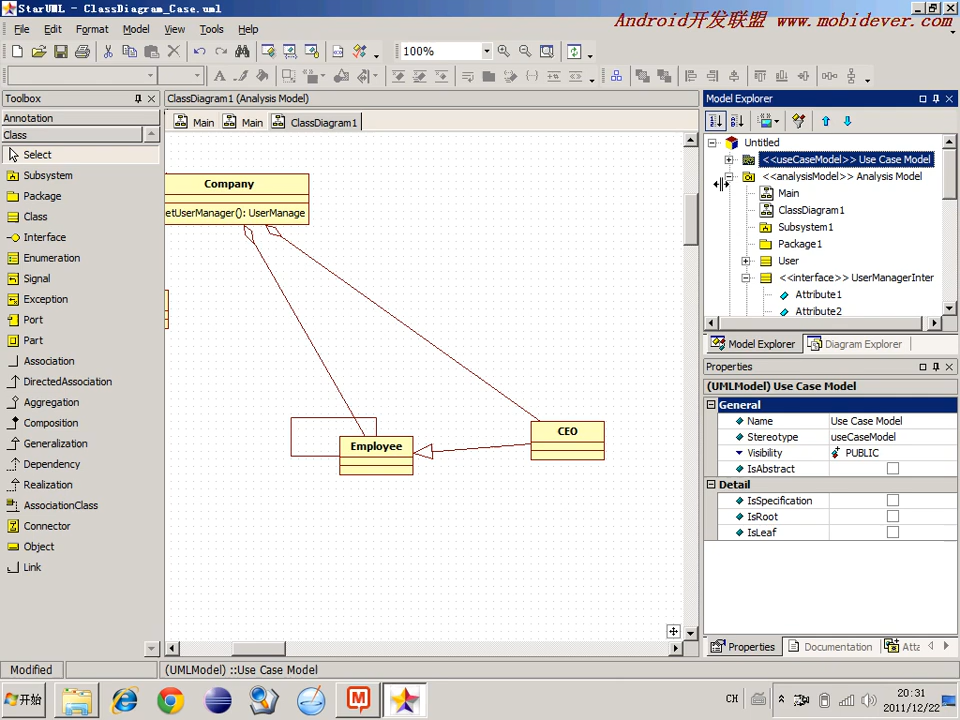 StarUML - ClassDiagram_Case.uml
Android开发联盟 www.mobidever.com
File Edit Format Model View Tools Help
100%
Toolbox
Annotation
Class
Select
Subsystem
Package
Class
Interface
Enumeration
Signal
Exception
Port
Part
Association
DirectedAssociation
Aggregation
Composition
Generalization
Dependency
Realization
AssociationClass
Connector
Object
Link
ClassDiagram1 (Analysis Model)
Main Main ClassDiagram1
Company
etUserManager(): UserManage
Employee
CEO
Model Explorer
Untitled
<<useCaseModel>> Use Case Model
<<analysisModel>> Analysis Model
Main
ClassDiagram1
Subsystem1
Package1
User
<<interface>> UserManagerInter
Attribute1
Attribute2
Model Explorer Diagram Explorer
Properties
(UMLModel) Use Case Model
General
Name Use Case Model
Stereotype useCaseModel
Visibility PUBLIC
IsAbstract
Detail
IsSpecification
IsRoot
IsLeaf
Properties Documentation Atta
Modified (UMLModel) ::Use Case Model
开始
CH
20:31
2011/12/22